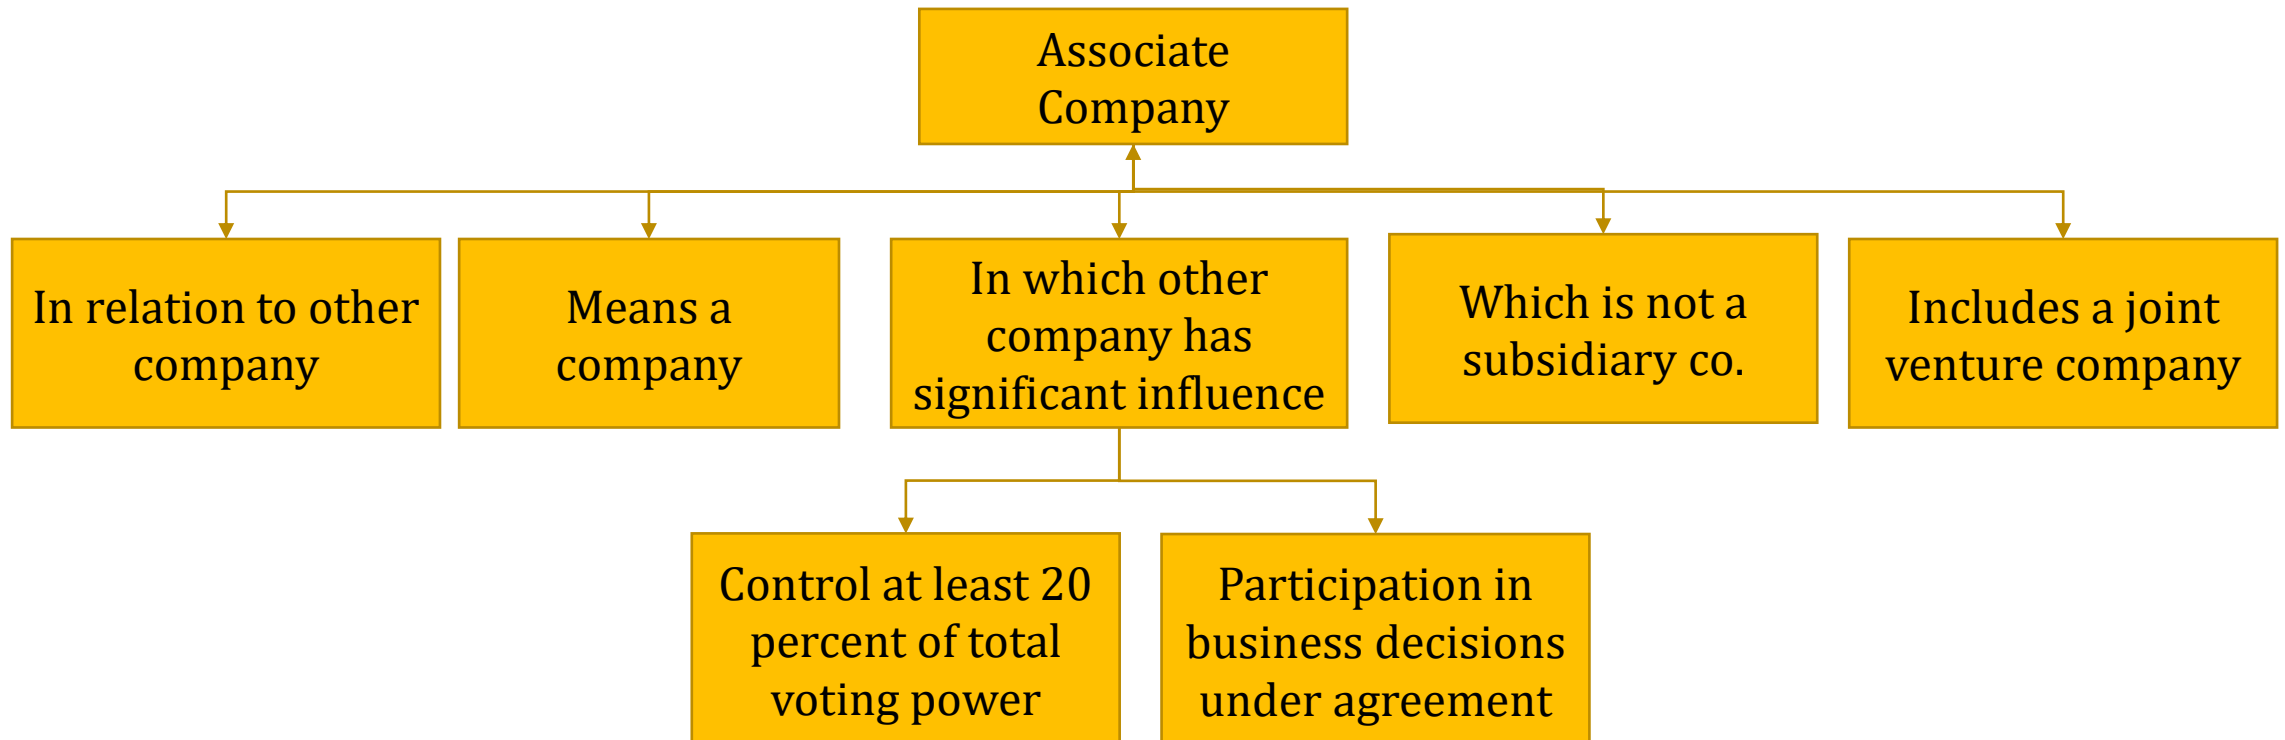 Associate
Company
In relation to other
company
Means a
company
In which other
company has
significant influence
Which is not a
subsidiary co.
Includes a joint
venture company
Control at least 20
percent of total
voting power
Participation in
business decisions
under agreement